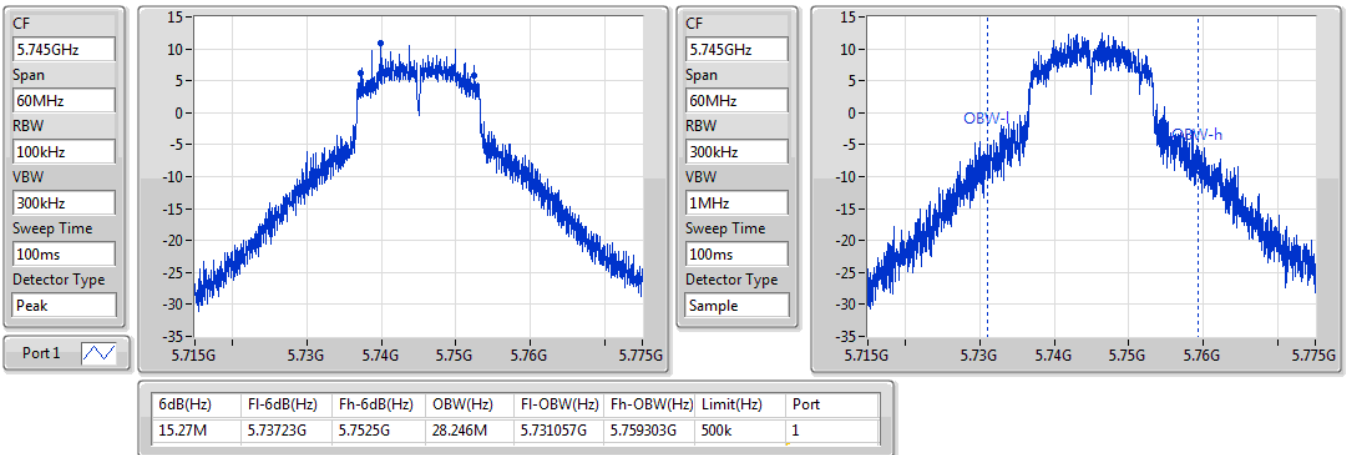 CF
5.745GHz
Span
60MHz
RBW
100kHz
VBW
300kHz
Sweep Time
100ms
Detector Type
Peak
Port 1
15
10
5
0
-5
-10
-15
-20
-25
-30
-35
5.715G 5.73G 5.74G 5.75G 5.76G 5.775G
CF
5.745GHz
Span
60MHz
RBW
300kHz
VBW
1MHz
Sweep Time
100ms
Detector Type
Sample
15
10
5
0
-5
-10
-15
-20
-25
-30
-35
OBW-l
OBW-h
5.715G 5.73G 5.74G 5.75G 5.76G 5.775G
6dB(Hz) Fl-6dB(Hz) Fh-6dB(Hz) OBW(Hz) Fl-OBW(Hz) Fh-OBW(Hz) Limit(Hz) Port
15.27M 5.73723G 5.7525G 28.246M 5.731057G 5.759303G 500k 1